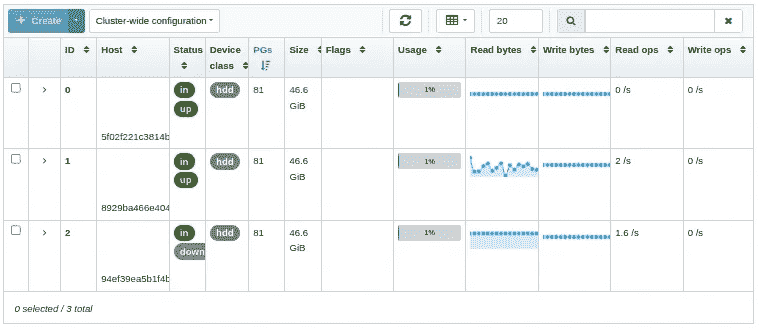 Create Cluster-wide configuration 20
ID Host Status Device class PGs Size Flags Usage Read bytes Write bytes Read ops Write ops
0 in hdd 81 46.6 1% 0 /s 0 /s
up GiB
5f02f221c3814b
1 in hdd 81 46.6 1% 2 /s 0 /s
up GiB
8929ba466e404
2 in hdd 81 46.6 1% 1.6 /s 0 /s
down GiB
94ef39ea5b1f4b
0 selected / 3 total